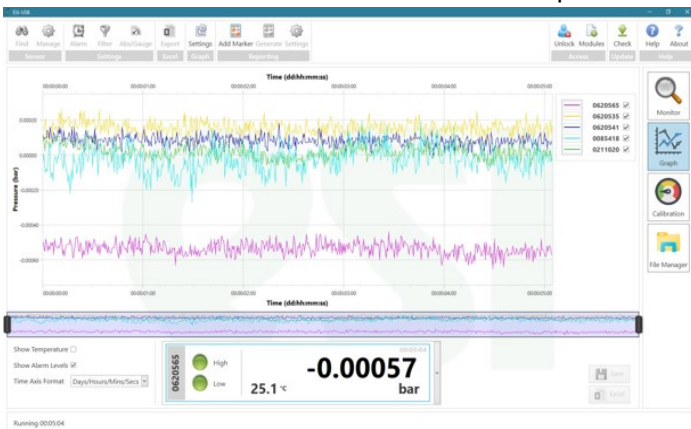 ESI-USB
Find Manage Alarm Filter Abs/Gauge Export Settings Add Marker Generate Settings Unlock Modules Check Help About
Sensor Settings Excel Graph Reporting Access Update Help
Time (dd:hh:mm:ss)
00:00:00:00 00:00:01:00 00:00:02:00 00:00:03:00 00:00:04:00 00:00:05:00
0.00020
0.00000
-0.00020
-0.00040
-0.00060
Pressure (bar)
esi
00:00:00:00 00:00:01:00 00:00:02:00 00:00:03:00 00:00:04:00 00:00:05:00
Time (dd:hh:mm:ss)
0620565
0620535
0620541
0085418
0211020
Monitor
Graph
Calibration
File Manager
Show Temperature
Show Alarm Levels
Time Axis Format Days/Hours/Mins/Secs
0620565
High
Low
25.1 °C
-0.00057
bar
Save
Excel
Running 00:05:04